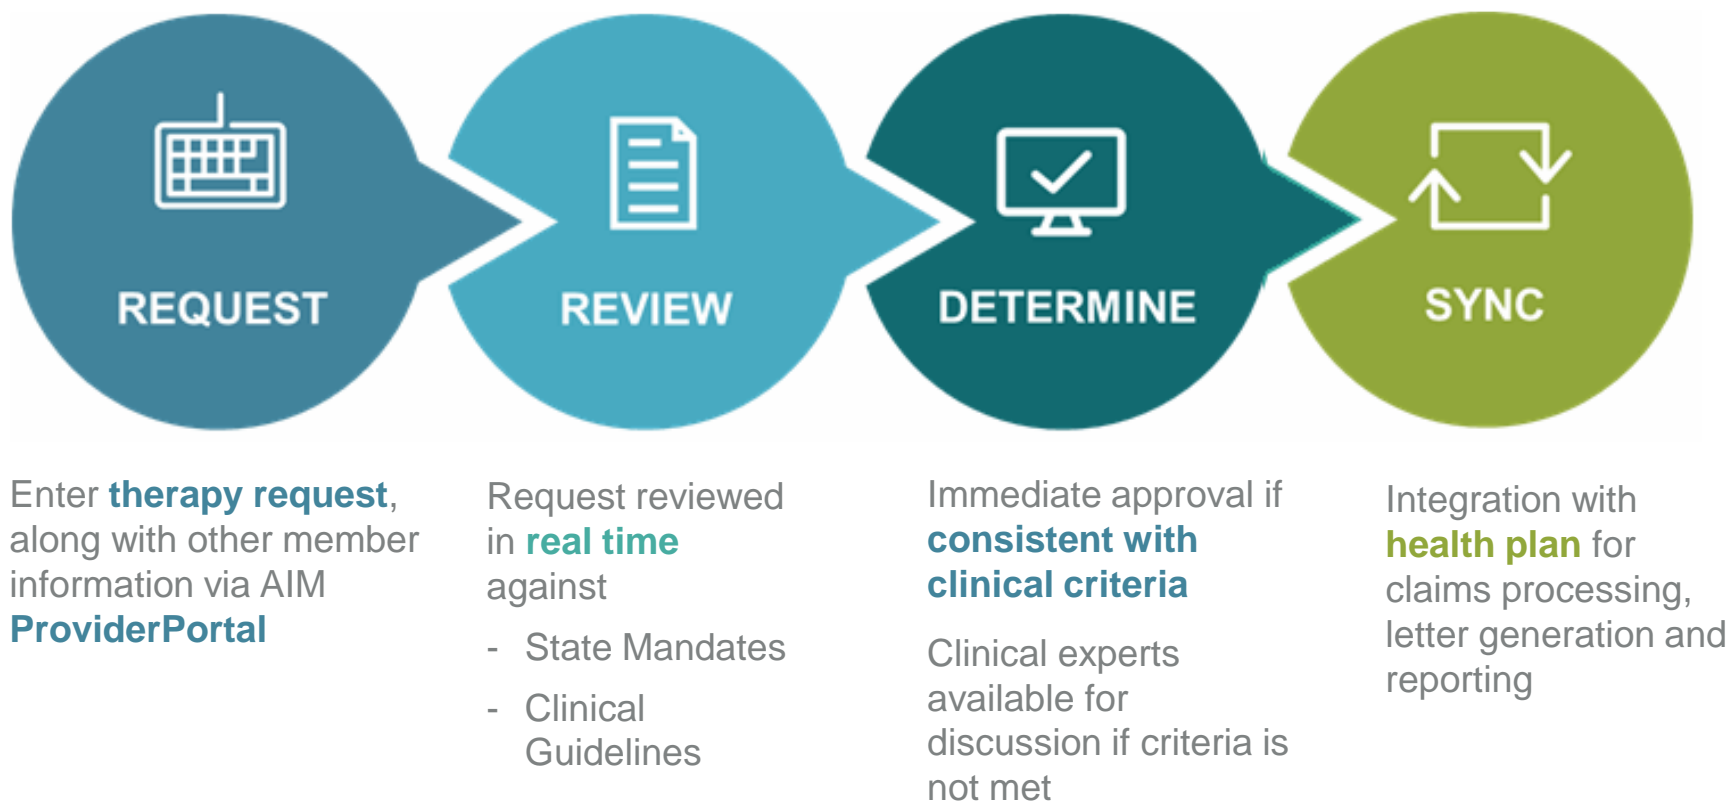 REQUEST
Enter therapy request,
along with other member
information via AIM
ProviderPortal
REVIEW
Request reviewed
in real time
against
- State Mandates
- Clinical
Guidelines
DETERMINE
Immediate approval if
consistent with
clinical criteria
Clinical experts
available for
discussion if criteria is
not met
SYNC
Integration with
health plan for
claims processing,
letter generation and
reporting